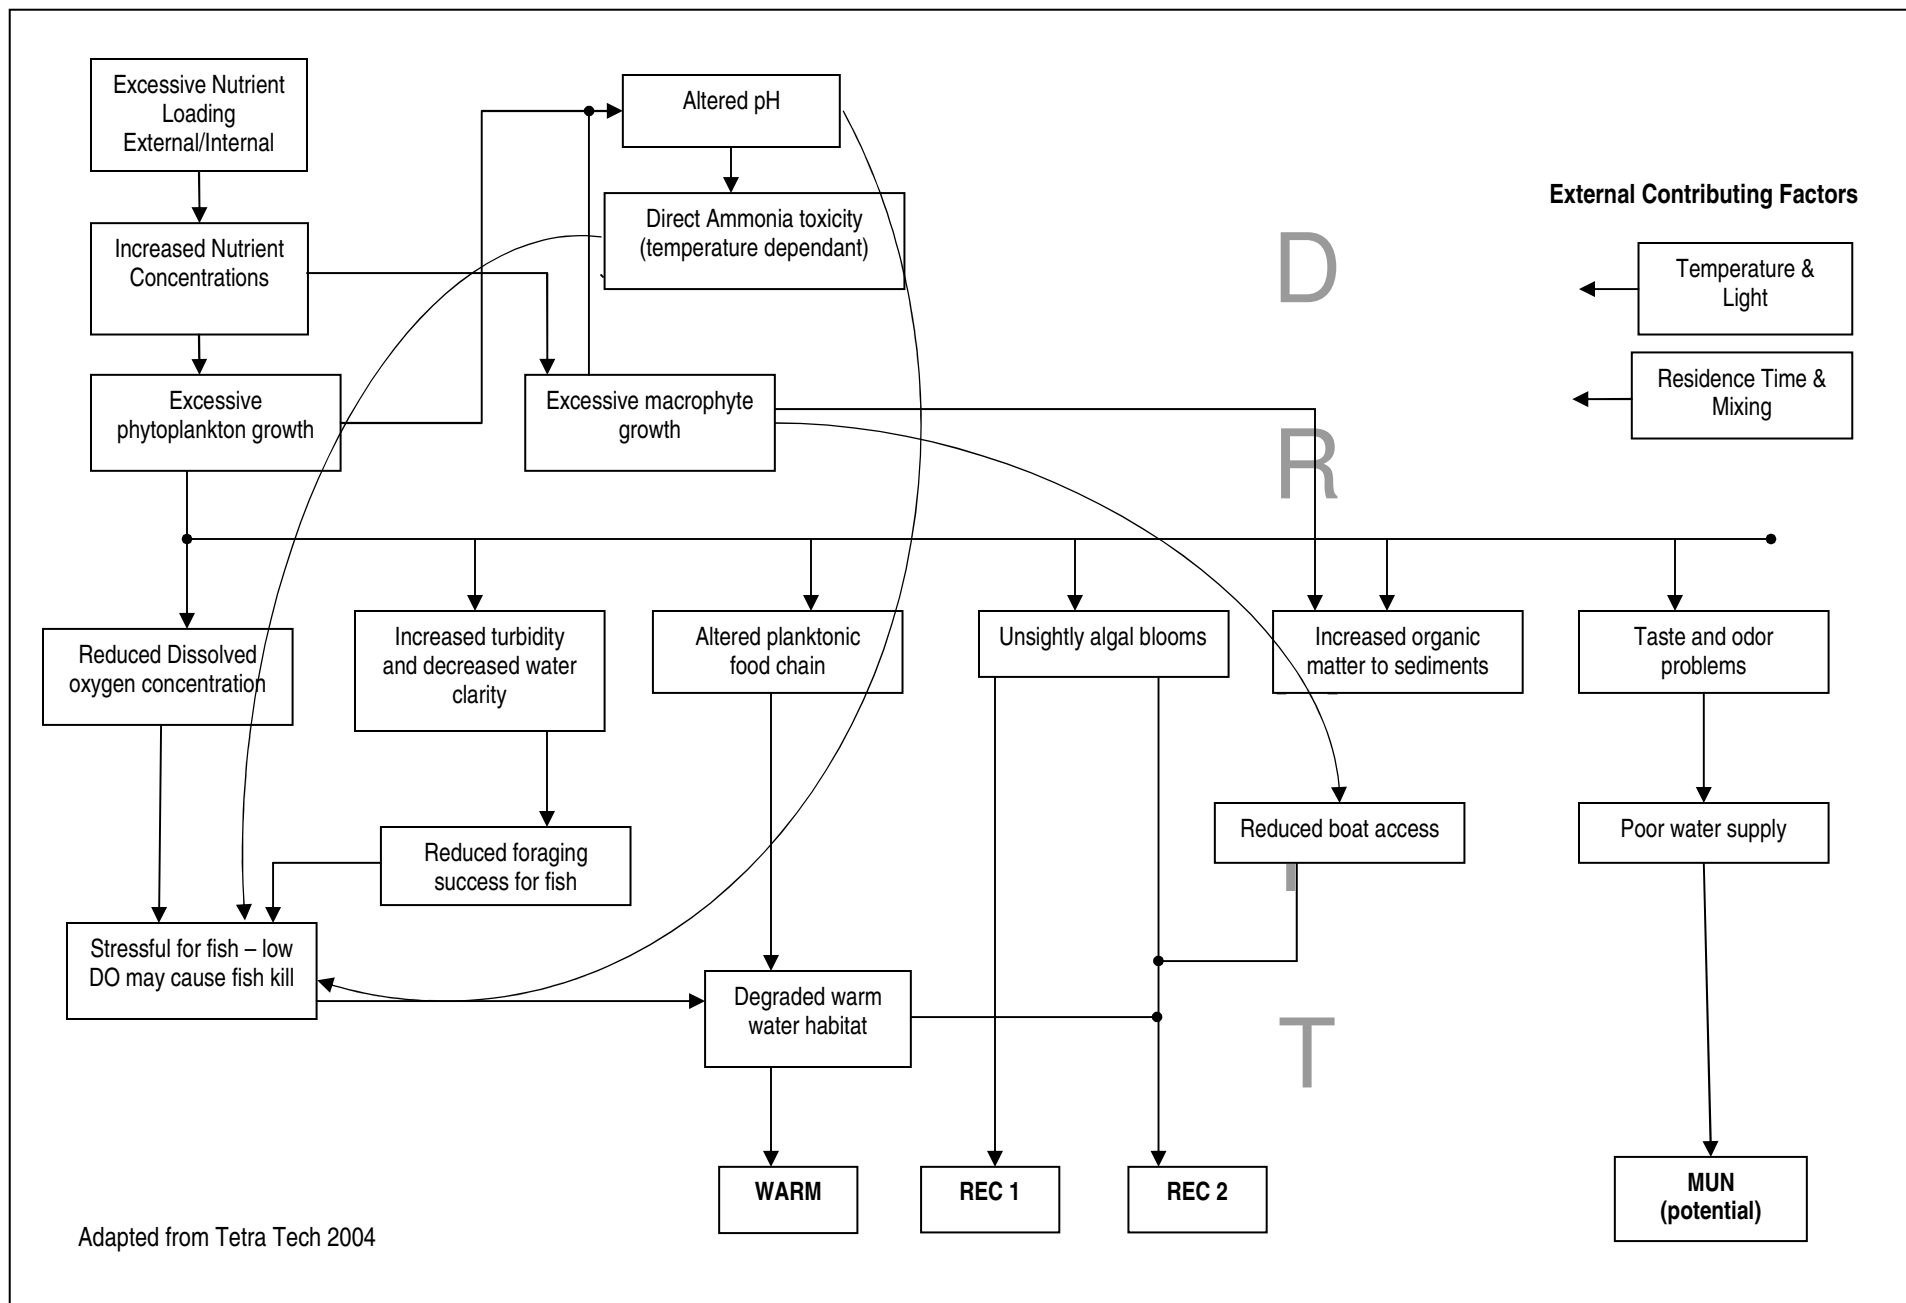 Excessive Nutrient
Loading
External/Internal
Altered pH
External Contributing Factors
Increased Nutrient
Concentrations
Direct Ammonia toxicity
(temperature dependant)
D
Temperature &
Light
Excessive
phytoplankton growth
Excessive macrophyte
growth
R
Residence Time &
Mixing
Reduced Dissolved
oxygen concentration
Increased turbidity
and decreased water
clarity
Altered planktonic
food chain
Unsightly algal blooms
Increased organic
matter to sediments
Taste and odor
problems
Reduced foraging
success for fish
Reduced boat access
Poor water supply
Stressful for fish – low
DO may cause fish kill
Degraded warm
water habitat
T
WARM
REC 1
REC 2
MUN
(potential)
Adapted from Tetra Tech 2004